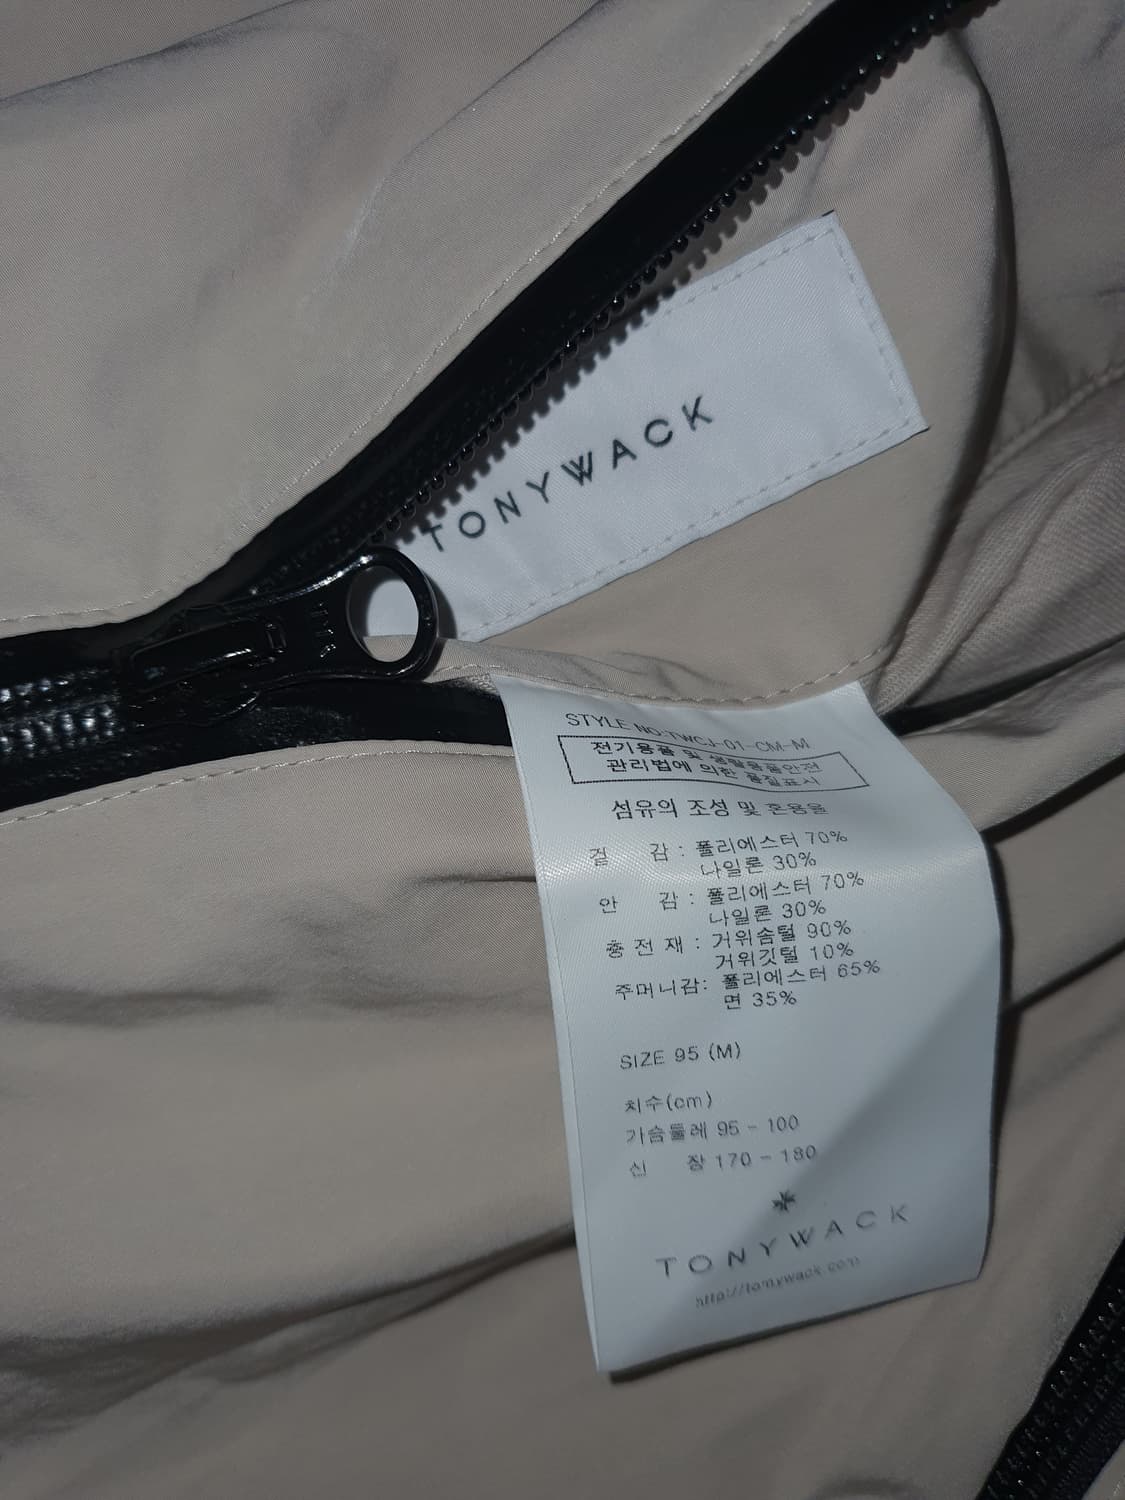 TONYWACK
STYLE NO:TWCJ-01-CM-M
전기용품 및 생활용품안전
관리법에 의한 품질표시
섬유의 조성 및 혼용율
겉 감 : 폴리에스터 70%
나일론 30%
안 감 : 폴리에스터 70%
나일론 30%
충 전 재 : 거위솜털 90%
거위깃털 10%
주머니감: 폴리에스터 65%
면 35%
SIZE 95 (M)
치수(cm)
가슴둘레 95 - 100
신 장 170 - 180
TONYWACK
http://tonywack.com